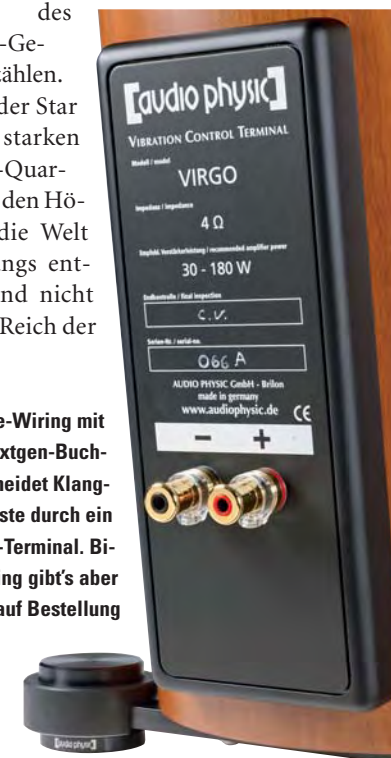 des
-Ge-
zählen.
der Star
starken
-Quar-
den Hö-
die Welt
ngs ent-
nd nicht
Reich der
e-Wiring mit
xtgen-Buch-
neidet Klang-
ste durch ein
-Terminal. Bi-
ng gibt's aber
auf Bestellung
[audio physic]
VIBRATION CONTROL TERMINAL
Modell / model
VIRGO
Impedanz / impedance
4 Ω
Empfohl. Verstärkerleistung / recommended amplifier power
30 - 180 W
Endkontrolle / final inspection
C.V.
Serien-Nr. / serial-no.
066 A
AUDIO PHYSIC GmbH - Brilon
made in germany
www.audiophysic.de CE
− +
[audio physic]